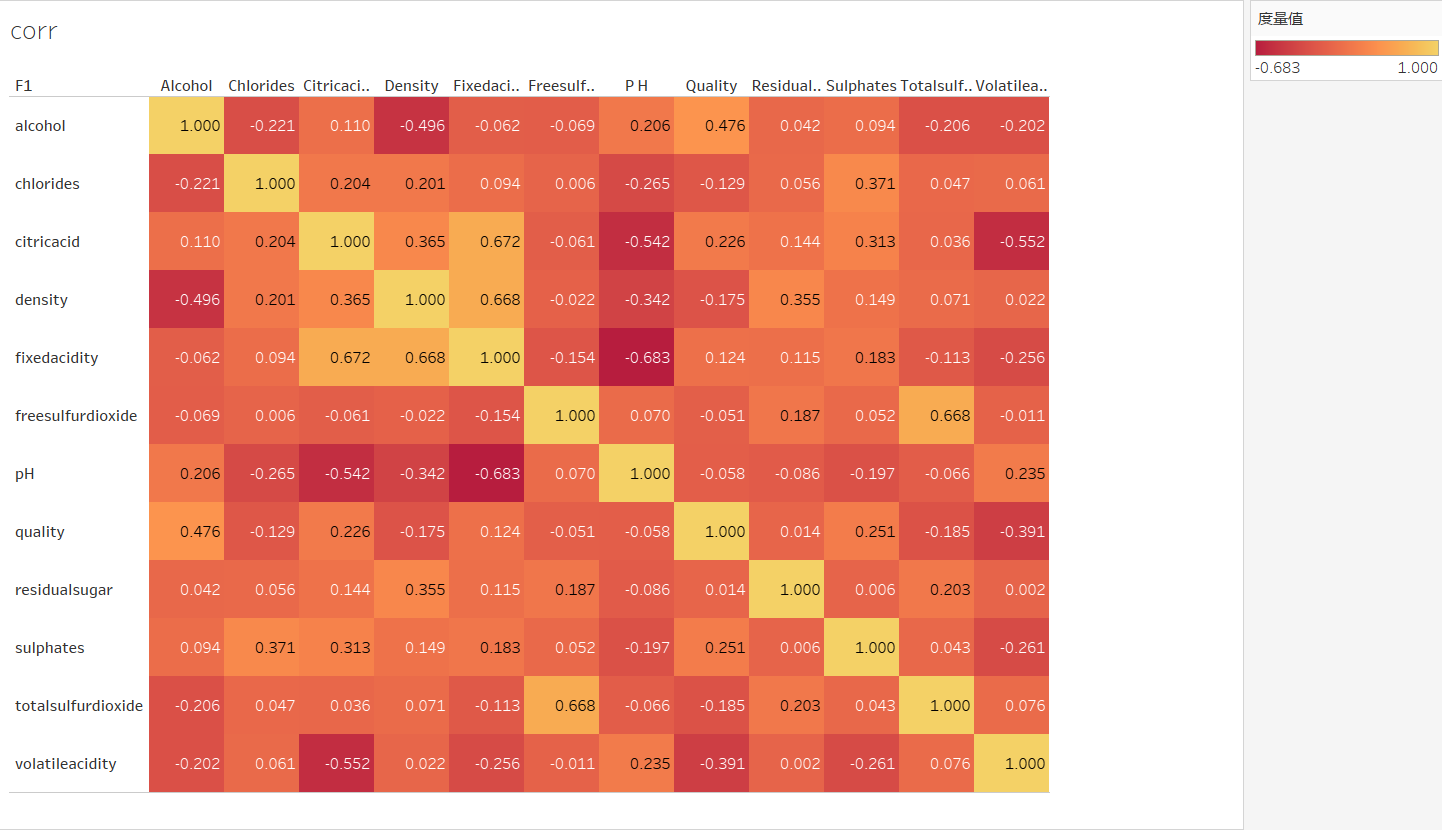 corr
度量值
-0.683 1.000
F1 Alcohol Chlorides Citricaci.. Density Fixedaci.. Freesulf.. P H Quality Residual.. Sulphates Totalsulf.. Volatilea..
alcohol 1.000 -0.221 0.110 -0.496 -0.062 -0.069 0.206 0.476 0.042 0.094 -0.206 -0.202
chlorides -0.221 1.000 0.204 0.201 0.094 0.006 -0.265 -0.129 0.056 0.371 0.047 0.061
citricacid 0.110 0.204 1.000 0.365 0.672 -0.061 -0.542 0.226 0.144 0.313 0.036 -0.552
density -0.496 0.201 0.365 1.000 0.668 -0.022 -0.342 -0.175 0.355 0.149 0.071 0.022
fixedacidity -0.062 0.094 0.672 0.668 1.000 -0.154 -0.683 0.124 0.115 0.183 -0.113 -0.256
freesulfurdioxide -0.069 0.006 -0.061 -0.022 -0.154 1.000 0.070 -0.051 0.187 0.052 0.668 -0.011
pH 0.206 -0.265 -0.542 -0.342 -0.683 0.070 1.000 -0.058 -0.086 -0.197 -0.066 0.235
quality 0.476 -0.129 0.226 -0.175 0.124 -0.051 -0.058 1.000 0.014 0.251 -0.185 -0.391
residualsugar 0.042 0.056 0.144 0.355 0.115 0.187 -0.086 0.014 1.000 0.006 0.203 0.002
sulphates 0.094 0.371 0.313 0.149 0.183 0.052 -0.197 0.251 0.006 1.000 0.043 -0.261
totalsulfurdioxide -0.206 0.047 0.036 0.071 -0.113 0.668 -0.066 -0.185 0.203 0.043 1.000 0.076
volatileacidity -0.202 0.061 -0.552 0.022 -0.256 -0.011 0.235 -0.391 0.002 -0.261 0.076 1.000